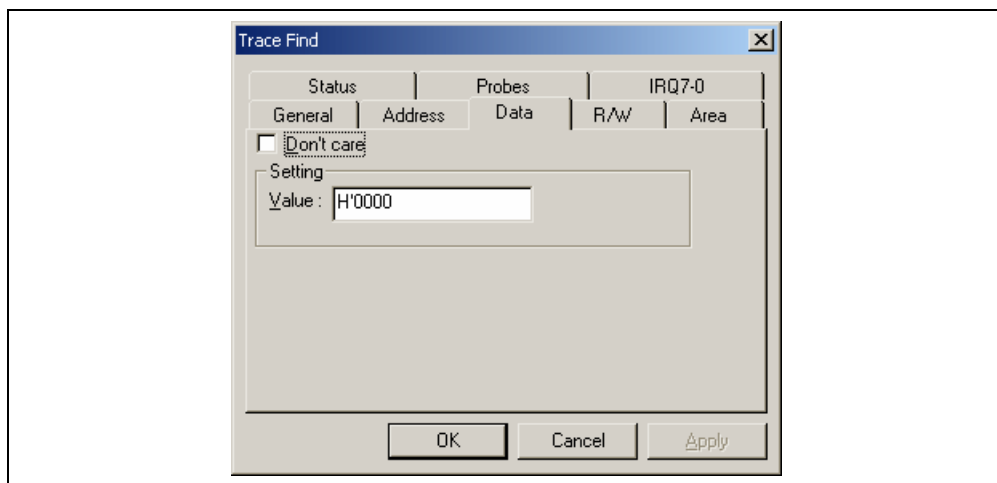 Trace Find
Status Probes IRQ7-0
General Address Data R/W Area
Don't care
Setting
Value : H'0000
OK Cancel Apply